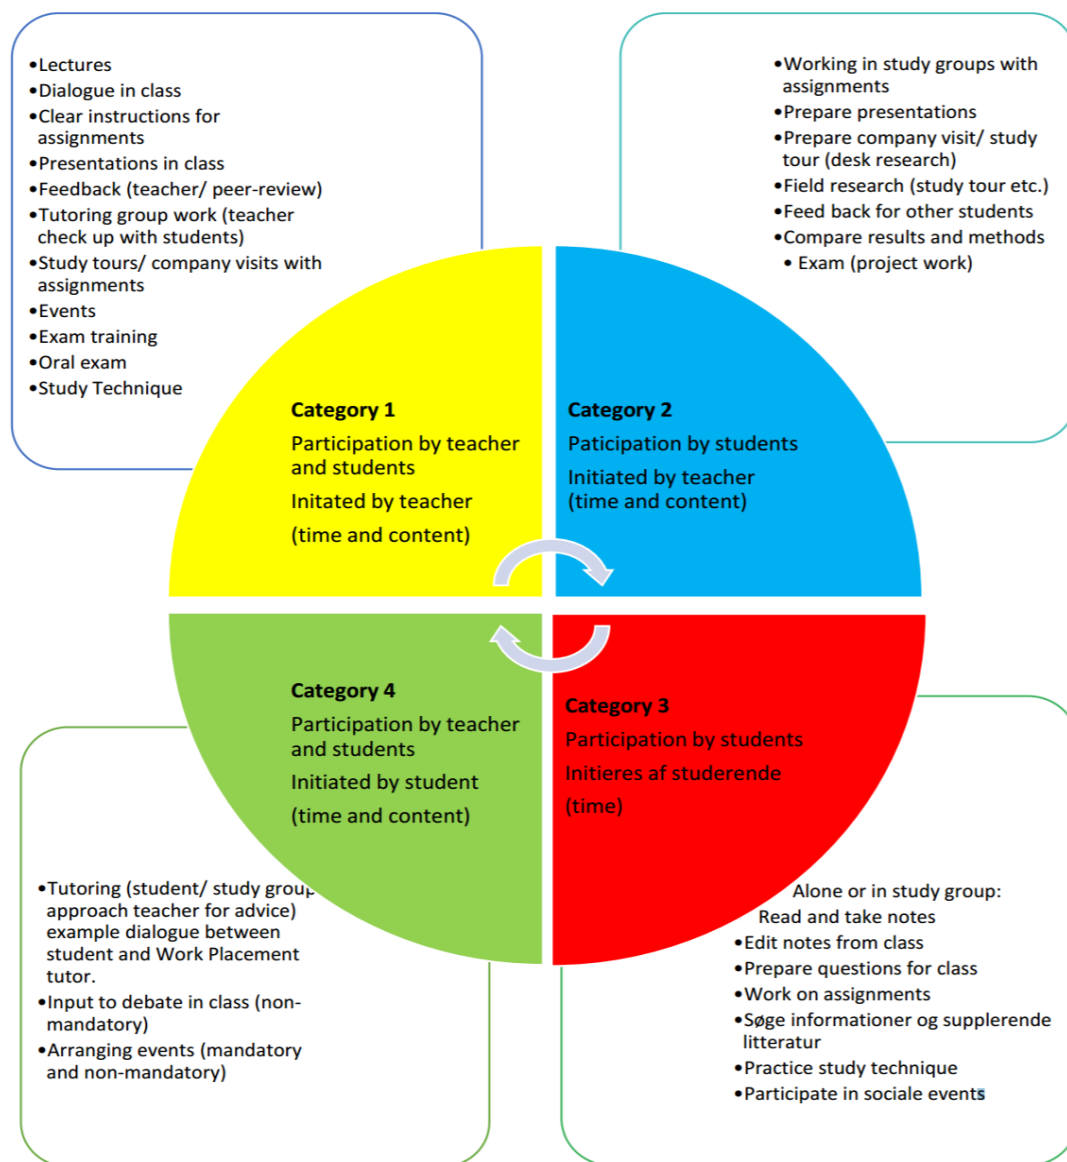 •Lectures
•Dialogue in class
•Clear instructions for
assignments
•Presentations in class
•Feedback (teacher/ peer-review)
•Tutoring group work (teacher
check up with students)
•Study tours/ company visits with
assignments
•Events
•Exam training
•Oral exam
•Study Technique
•Working in study groups with
assignments
•Prepare presentations
•Prepare company visit/ study
tour (desk research)
•Field research (study tour etc.)
•Feed back for other students
•Compare results and methods
• Exam (project work)
Category 1
Participation by teacher
and students
Initated by teacher
(time and content)
Category 2
Paticipation by students
Initiated by teacher
(time and content)
Category 4
Participation by teacher
and students
Initiated by student
(time and content)
Category 3
Participation by students
Initieres af studerende
(time)
•Tutoring (student/ study group
approach teacher for advice)
example dialogue between
student and Work Placement
tutor.
•Input to debate in class (non-
mandatory)
•Arranging events (mandatory
and non-mandatory)
Alone or in study group:
Read and take notes
•Edit notes from class
•Prepare questions for class
•Work on assignments
•Søge informationer og supplerende
litteratur
•Practice study technique
•Participate in sociale events